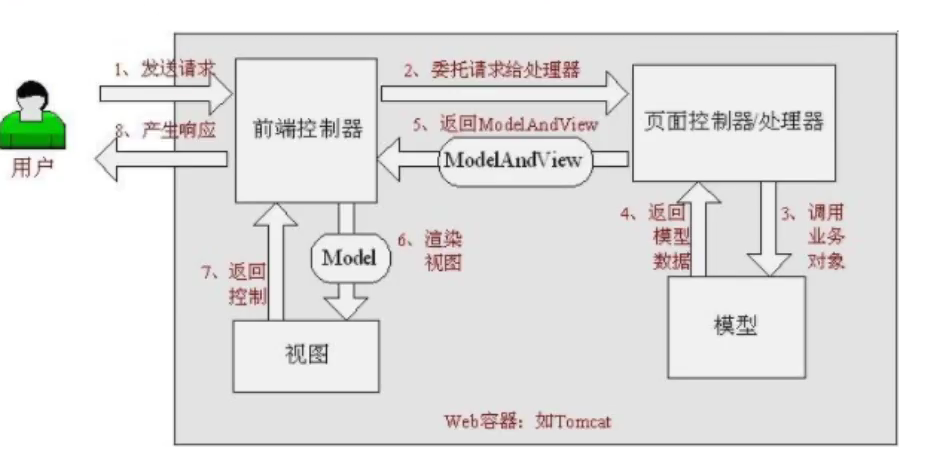 1、发送请求
2、委托请求给处理器
前端控制器
页面控制器/处理器
8、产生响应
5、返回ModelAndView
ModelAndView
用户
4、返回
模型
数据
3、调用
业务
对象
6、渲染
视图
Model
7、返回
控制
视图
模型
Web容器：如Tomcat